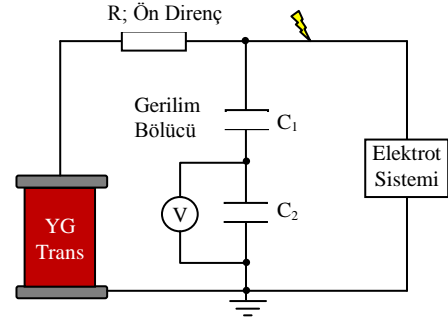 R; Ön Direnç
Gerilim
Bölücü
C1
V
C2
Elektrot
Sistemi
YG
Trans